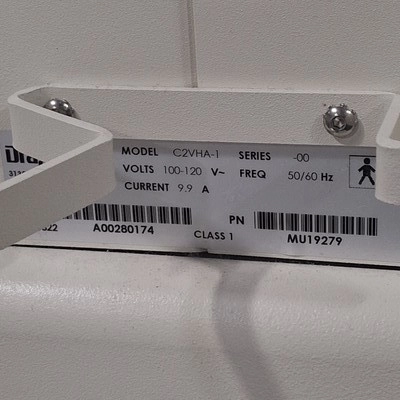 MODEL C2VHA-1 SERIES -00
VOLTS 100-120 V~ FREQ 50/60 Hz
CURRENT 9.9 A
PN
A00280174 CLASS 1 MU19279